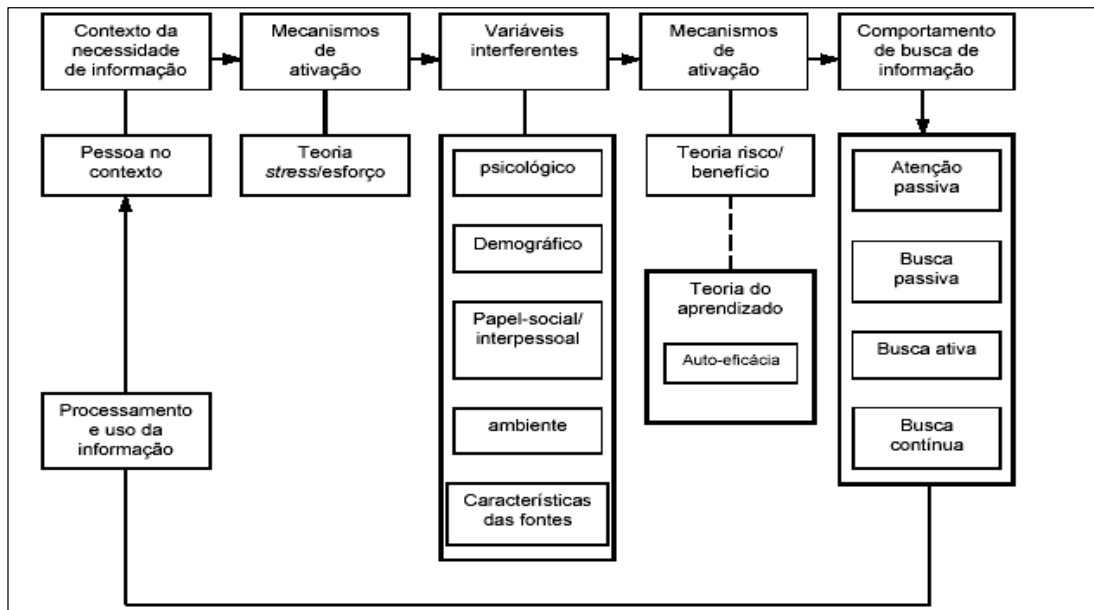 Contexto da
necessidade
de informação
Mecanismos
de
ativação
Variáveis
interferentes
Mecanismos
de
ativação
Comportamento
de busca de
informação
Pessoa no
contexto
Teoria
stress/esforço
psicológico
Demográfico
Papel-social/
interpessoal
ambiente
Características
das fontes
Teoria risco/
benefício
Teoria do
aprendizado
Auto-eficácia
Atenção
passiva
Busca
passiva
Busca ativa
Busca
contínua
Processamento
e uso da
informação